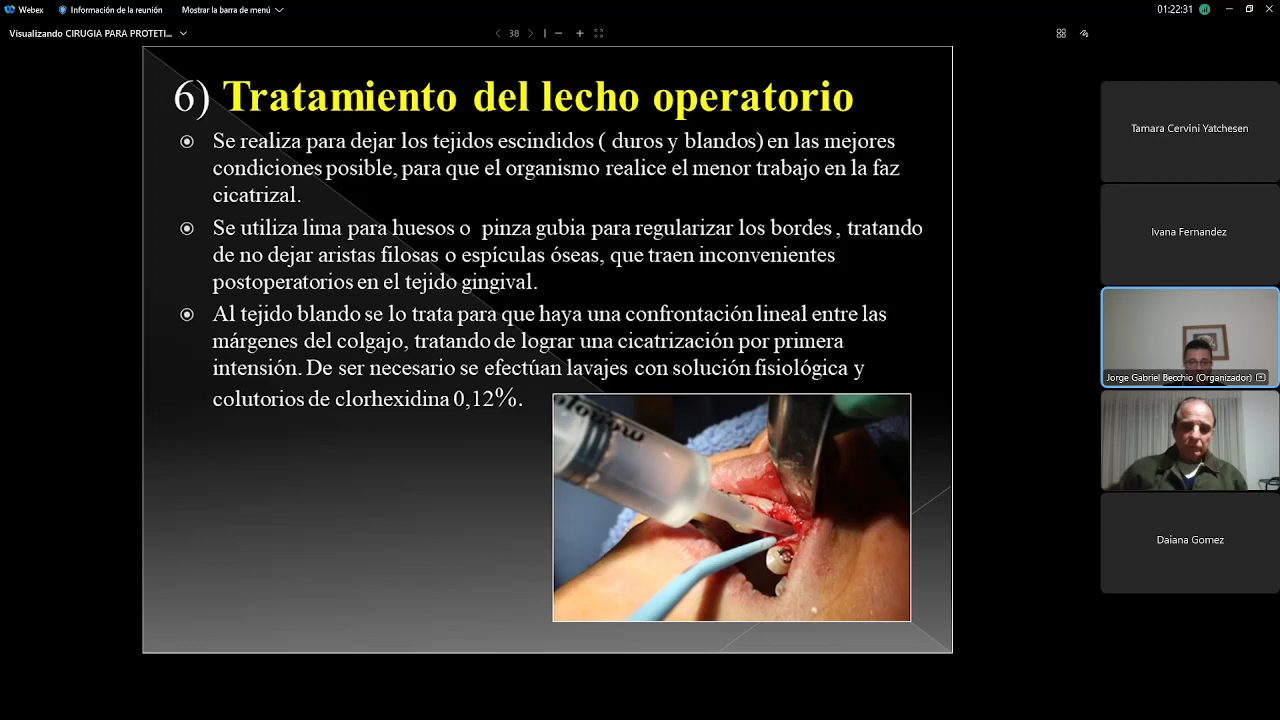 Webex
Información de la reunión
Mostrar la barra de menú
01:22:31
Visualizando CIRUGIA PARA PROTETI...
38
6) Tratamiento del lecho operatorio
Se realiza para dejar los tejidos escindidos ( duros y blandos) en las mejores
condiciones posible, para que el organismo realice el menor trabajo en la faz
cicatrizal.
Se utiliza lima para huesos o pinza gubia para regularizar los bordes , tratando
de no dejar aristas filosas o espículas óseas, que traen inconvenientes
postoperatorios en el tejido gingival.
Al tejido blando se lo trata para que haya una confrontación lineal entre las
márgenes del colgajo, tratando de lograr una cicatrización por primera
intensión. De ser necesario se efectúan lavajes con solución fisiológica y
colutorios de clorhexidina 0,12%.
Tamara Cervini Yatchesen
Ivana Fernandez
Jorge Gabriel Becchio (Organizador)
Daiana Gomez